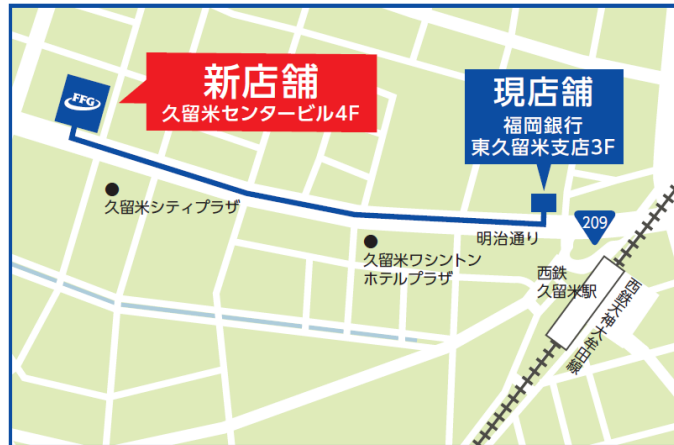 FFG
新店舗
久留米センタービル4F
現店舗
福岡銀行
東久留米支店3F
久留米シティプラザ
久留米ワシントン
ホテルプラザ
明治通り
209
西鉄
久留米駅
西鉄天神大牟田線